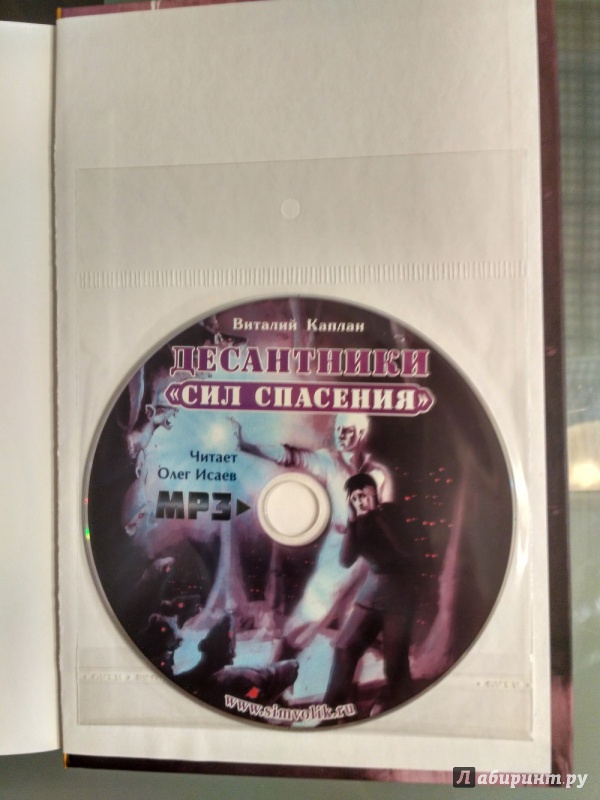 Виталий Каплан
ДЕСАНТНИКИ
«СИЛ СПАСЕНИЯ»
Читает
Олег Исаев
MP3
www.simvolik.ru
Лабиринт.ру